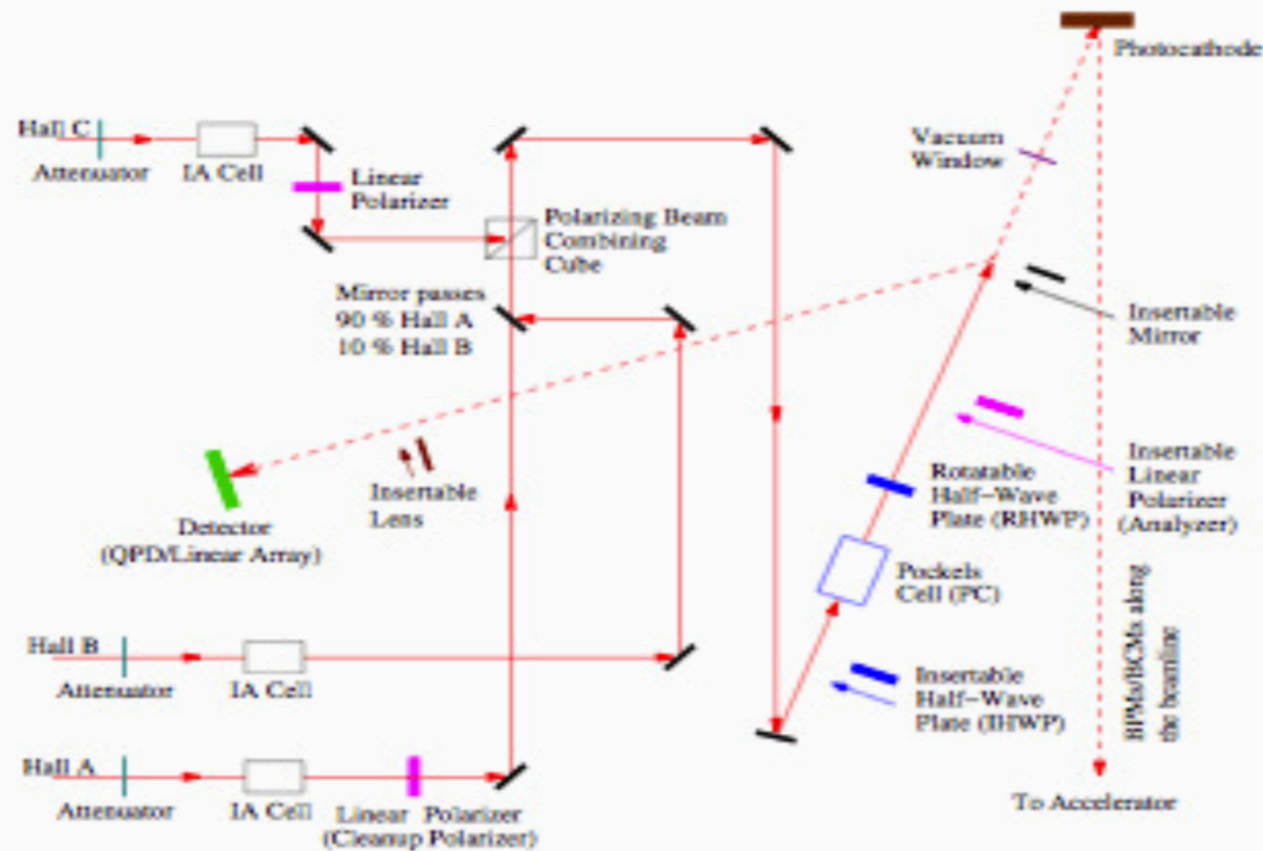 Photocathode
Hall C
Attenuator
IA Cell
Linear
Polarizer
Vacuum
Window
Polarizing Beam
Combining
Cube
Mirror passes
90 % Hall A
10 % Hall B
Insertable
Mirror
Insertable
Lens
Detector
(QPD/Linear Array)
Rotatable
Half-Wave
Plate (RHWP)
Insertable
Linear
Polarizer
(Analyzer)
Pockels
Cell (PC)
BPMs/BCMs along
the beamline
Hall B
Attenuator
IA Cell
Insertable
Half-Wave
Plate (IHWP)
Hall A
Attenuator
IA Cell
Linear Polarizer
(Cleanup Polarizer)
To Accelerator